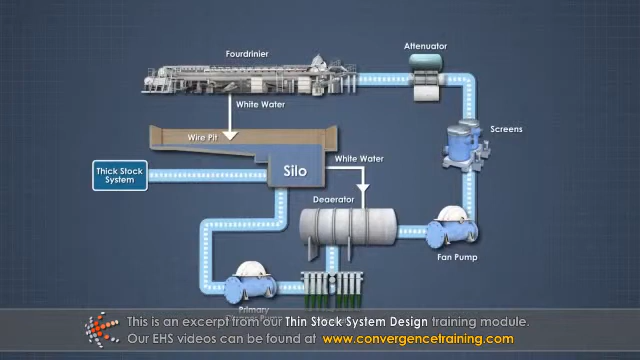 Fourdrinier
Attenuator
White Water
Wire Pit
Screens
White Water
Thick Stock
System
Silo
Deaerator
Fan Pump
Primary
This is an excerpt from our Thin Stock System Design training module.
Our EHS videos can be found at www.convergencetraining.com